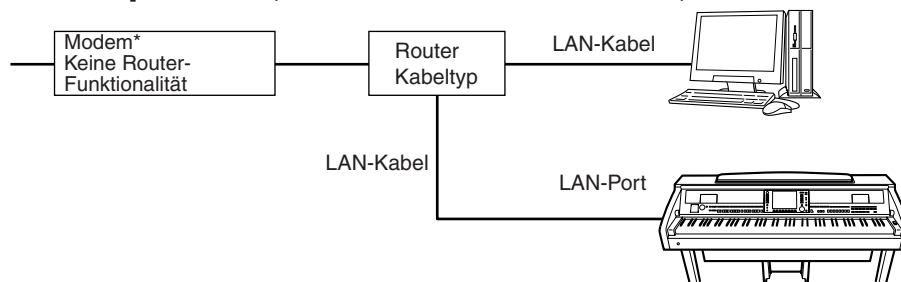 Modem*
Keine Router-
Funktionalität
Router
Kabeltyp
LAN-Kabel
LAN-Kabel
LAN-Port